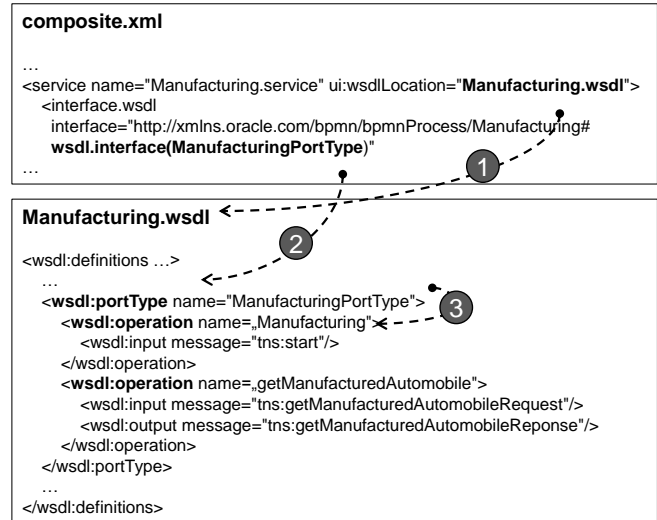 composite.xml
…
<service name="Manufacturing.service" ui:wsdlLocation="Manufacturing.wsdl">
<interface.wsdl
interface="http://xmlns.oracle.com/bpmn/bpmnProcess/Manufacturing#
wsdl.interface(ManufacturingPortType)"
…
1
Manufacturing.wsdl
2
<wsdl:definitions …>
…
3
<wsdl:portType name="ManufacturingPortType">
<wsdl:operation name=„Manufacturing">
<wsdl:input message="tns:start"/>
</wsdl:operation>
<wsdl:operation name=„getManufacturedAutomobile">
<wsdl:input message="tns:getManufacturedAutomobileRequest"/>
<wsdl:output message="tns:getManufacturedAutomobileReponse"/>
</wsdl:operation>
</wsdl:portType>
…
</wsdl:definitions>